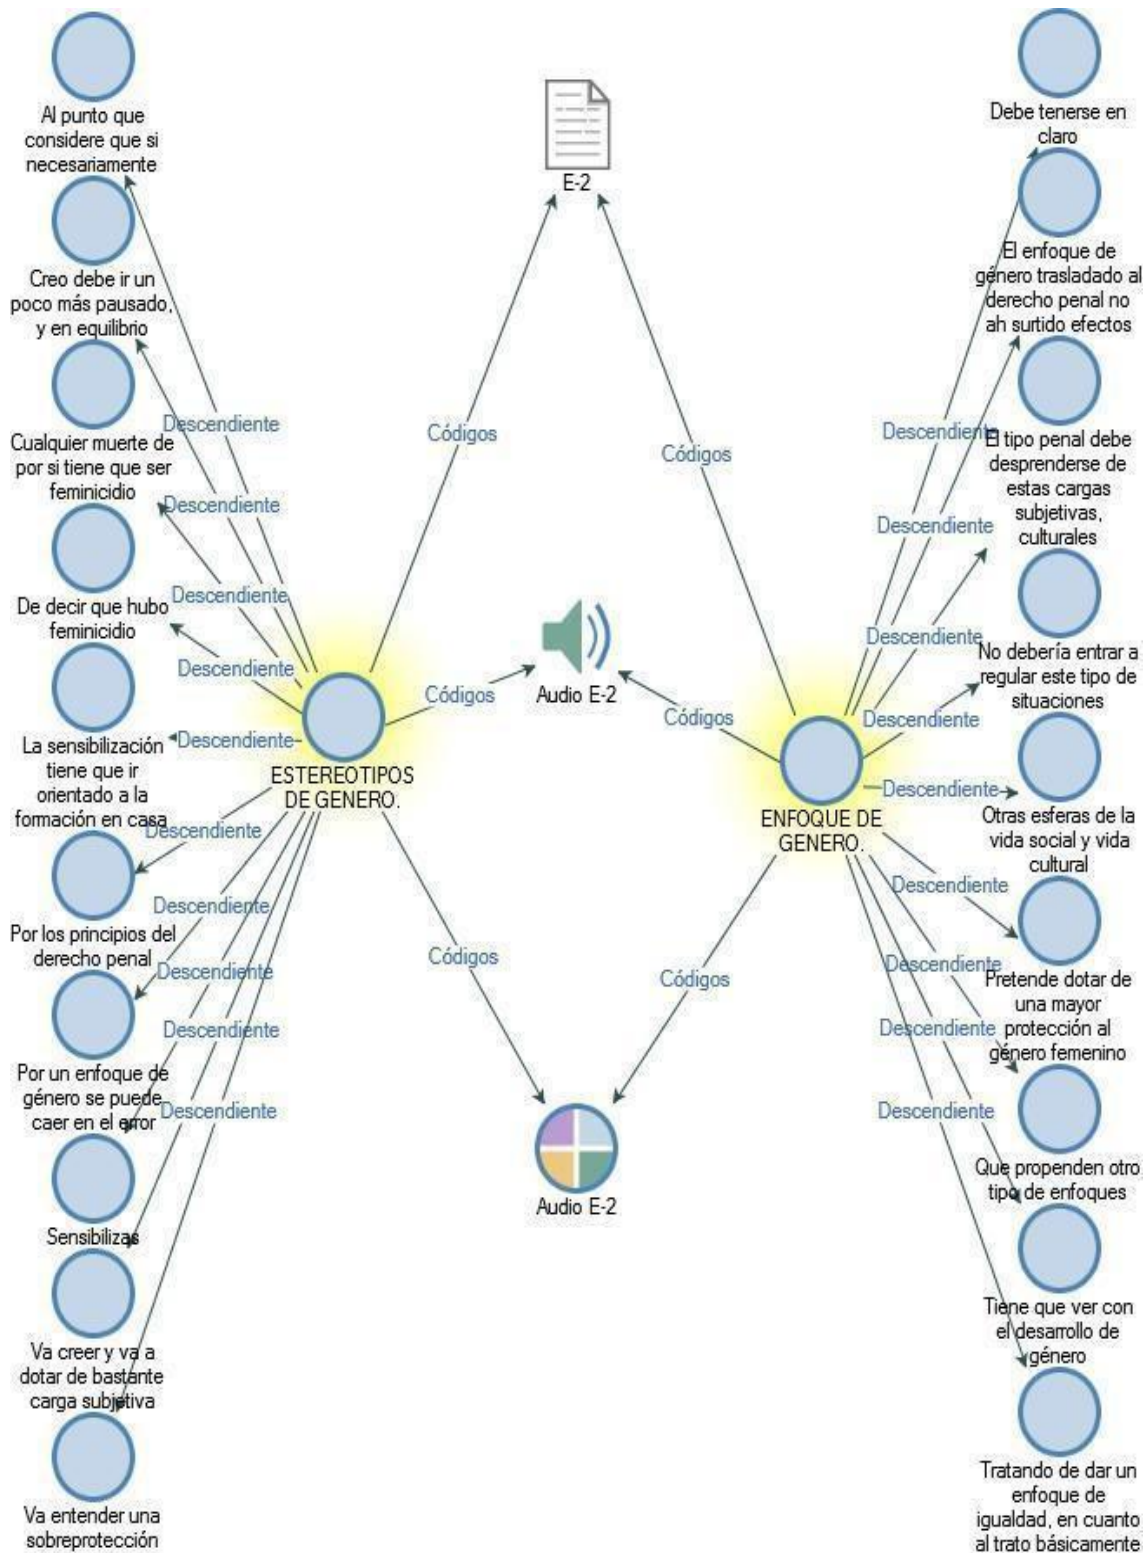 Al punto que
considere que si
necesariamente
Creo debe ir un
poco más pausado,
y en equilibrio
Cualquier muerte de
por si tiene que ser
feminicidio
De decir que hubo
feminicidio
La sensibilización
tiene que ir
orientado a la
formación en casa
Por los principios del
derecho penal
Por un enfoque de
género se puede
caer en el error
Sensibilizas
Va creer y va a
dotar de bastante
carga subjetiva
Va entender una
sobreprotección
Descendiente
Descendiente
Descendiente
Descendiente
Descendiente
Descendiente
Descendiente
Descendiente
Descendiente
Descendiente
ESTEREOTIPOS
DE GENERO.
Códigos
Códigos
Códigos
E-2
Audio E-2
Audio E-2
Códigos
Códigos
Códigos
ENFOQUE DE
GENERO.
Descendiente
Descendiente
Descendiente
Descendiente
Descendiente
Descendiente
Descendiente
Descendiente
Descendiente
Debe tenerse en
claro
El enfoque de
género trasladado al
derecho penal no
ah surtido efectos
El tipo penal debe
desprenderse de
estas cargas
subjetivas,
culturales
No debería entrar a
regular este tipo de
situaciones
Otras esferas de la
vida social y vida
cultural
Pretende dotar de
una mayor
protección al
género femenino
Que propenden otro
tipo de enfoques
Tiene que ver con
el desarrollo de
género
Tratando de dar un
enfoque de
igualdad, en cuanto
al trato básicamente